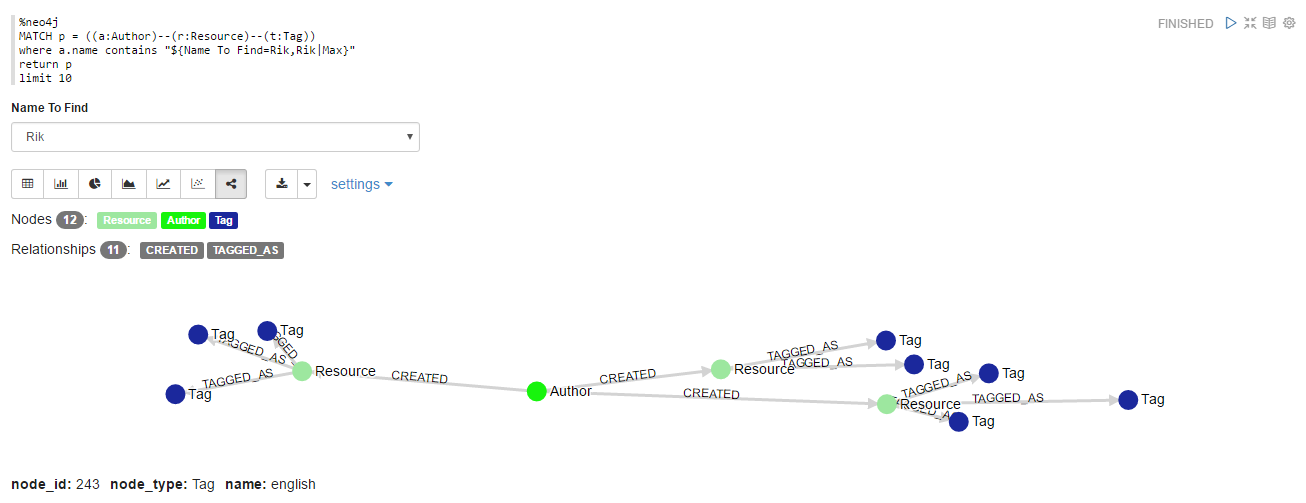 %neo4j
FINISHED
MATCH p = ((a:Author)--(r:Resource)--(t:Tag))
where a.name contains "${Name To Find=Rik,Rik|Max}"
return p
limit 10
Name To Find
Rik
settings
Nodes 12 : Resource Author Tag
Relationships 11 : CREATED TAGGED_AS
Tag
Tag
TAGGED_AS
TAGGED
Resource
TAGGED_AS
Tag
CREATED
Author
CREATED
CREATED
Resource
TAGGED_AS
Tag
TAGGED_AS
Tag
Resource
TAGGED_AS
Tag
TAGGED_AS
Tag
TAGGED_AS
Tag
node_id: 243 node_type: Tag name: english